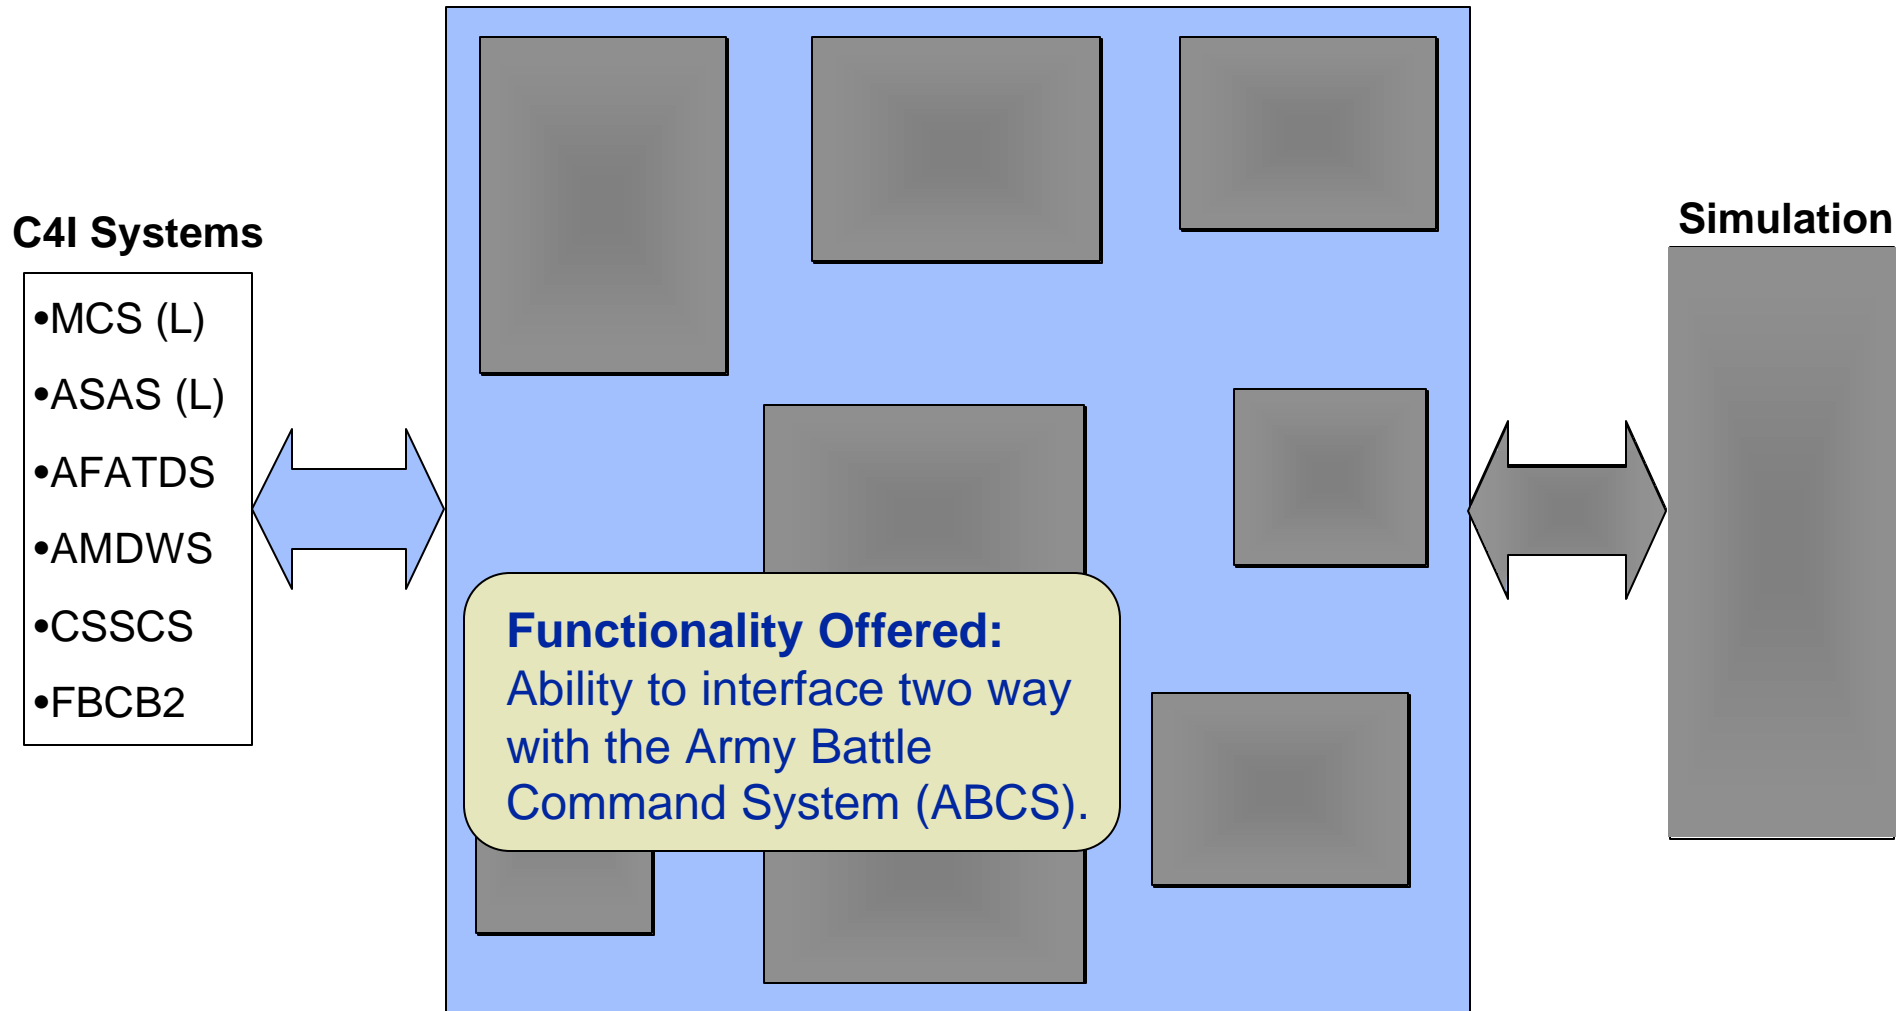 C4I Systems
•MCS (L)
•ASAS (L)
•AFATDS
•AMDWS
•CSSCS
•FBCB2
Functionality Offered:
Ability to interface two way
with the Army Battle
Command System (ABCS).
Simulation